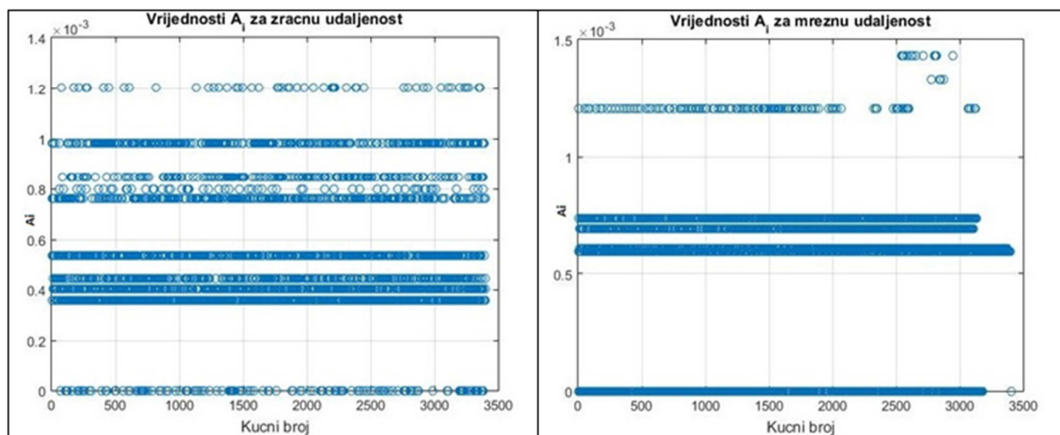 Vrijednosti A_i za zracnu udaljenost
×10^-3
1.4
1.2
1
0.8
0.6
0.4
0.2
0
Ai
0 500 1000 1500 2000 2500 3000 3500
Kucni broj
Vrijednosti A_i za mreznu udaljenost
×10^-3
1.5
1
0.5
0
Ai
0 500 1000 1500 2000 2500 3000 3500
Kucni broj